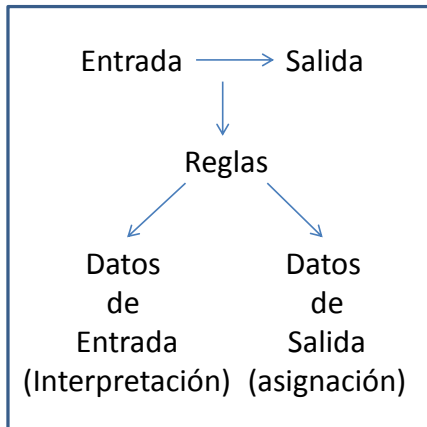 Entrada Salida
Reglas
Datos
de
Entrada
(Interpretación)
Datos
de
Salida
(asignación)